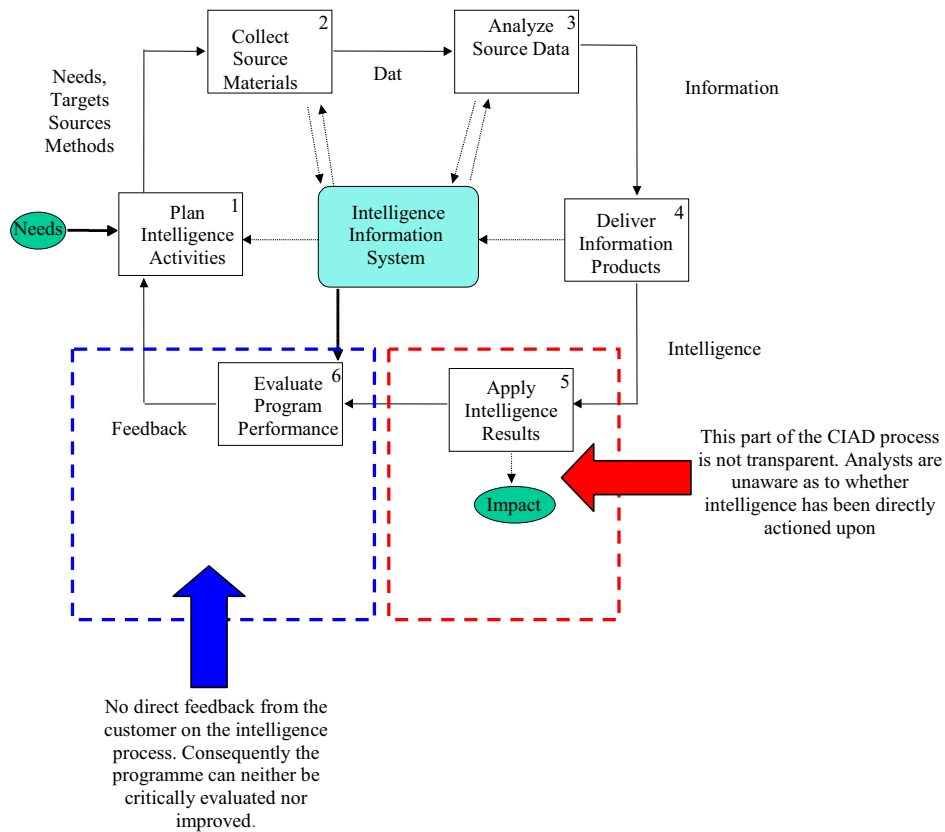 2
Collect
Source
Materials
3
Analyze
Source Data
Dat
Needs,
Targets
Sources
Methods
Information
Needs
1
Plan
Intelligence
Activities
Intelligence
Information
System
4
Deliver
Information
Products
Intelligence
6
Evaluate
Program
Performance
5
Apply
Intelligence
Results
Feedback
Impact
This part of the CIAD process
is not transparent. Analysts are
unaware as to whether
intelligence has been directly
actioned upon
No direct feedback from the
customer on the intelligence
process. Consequently the
programme can neither be
critically evaluated nor
improved.